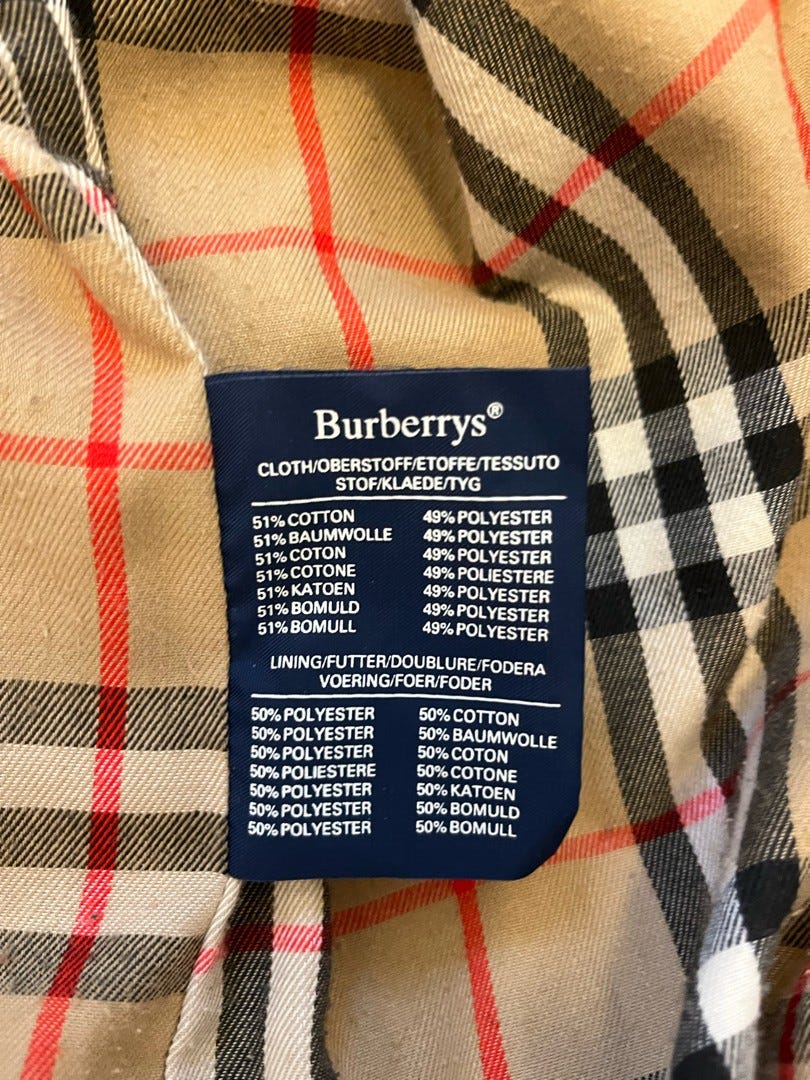 Burberrys®
CLOTH/OBERSTOFF/ETOFFE/TESSUTO
STOF/KLAEDE/TYG
51% COTTON 49% POLYESTER
51% BAUMWOLLE 49% POLYESTER
51% COTON 49% POLYESTER
51% COTONE 49% POLIESTERE
51% KATOEN 49% POLYESTER
51% BOMULD 49% POLYESTER
51% BOMULL 49% POLYESTER
LINING/FUTTER/DOUBLURE/FODERA
VOERING/FOER/FODER
50% POLYESTER 50% COTTON
50% POLYESTER 50% BAUMWOLLE
50% POLYESTER 50% COTON
50% POLIESTERE 50% COTONE
50% POLYESTER 50% KATOEN
50% POLYESTER 50% BOMULD
50% POLYESTER 50% BOMULL